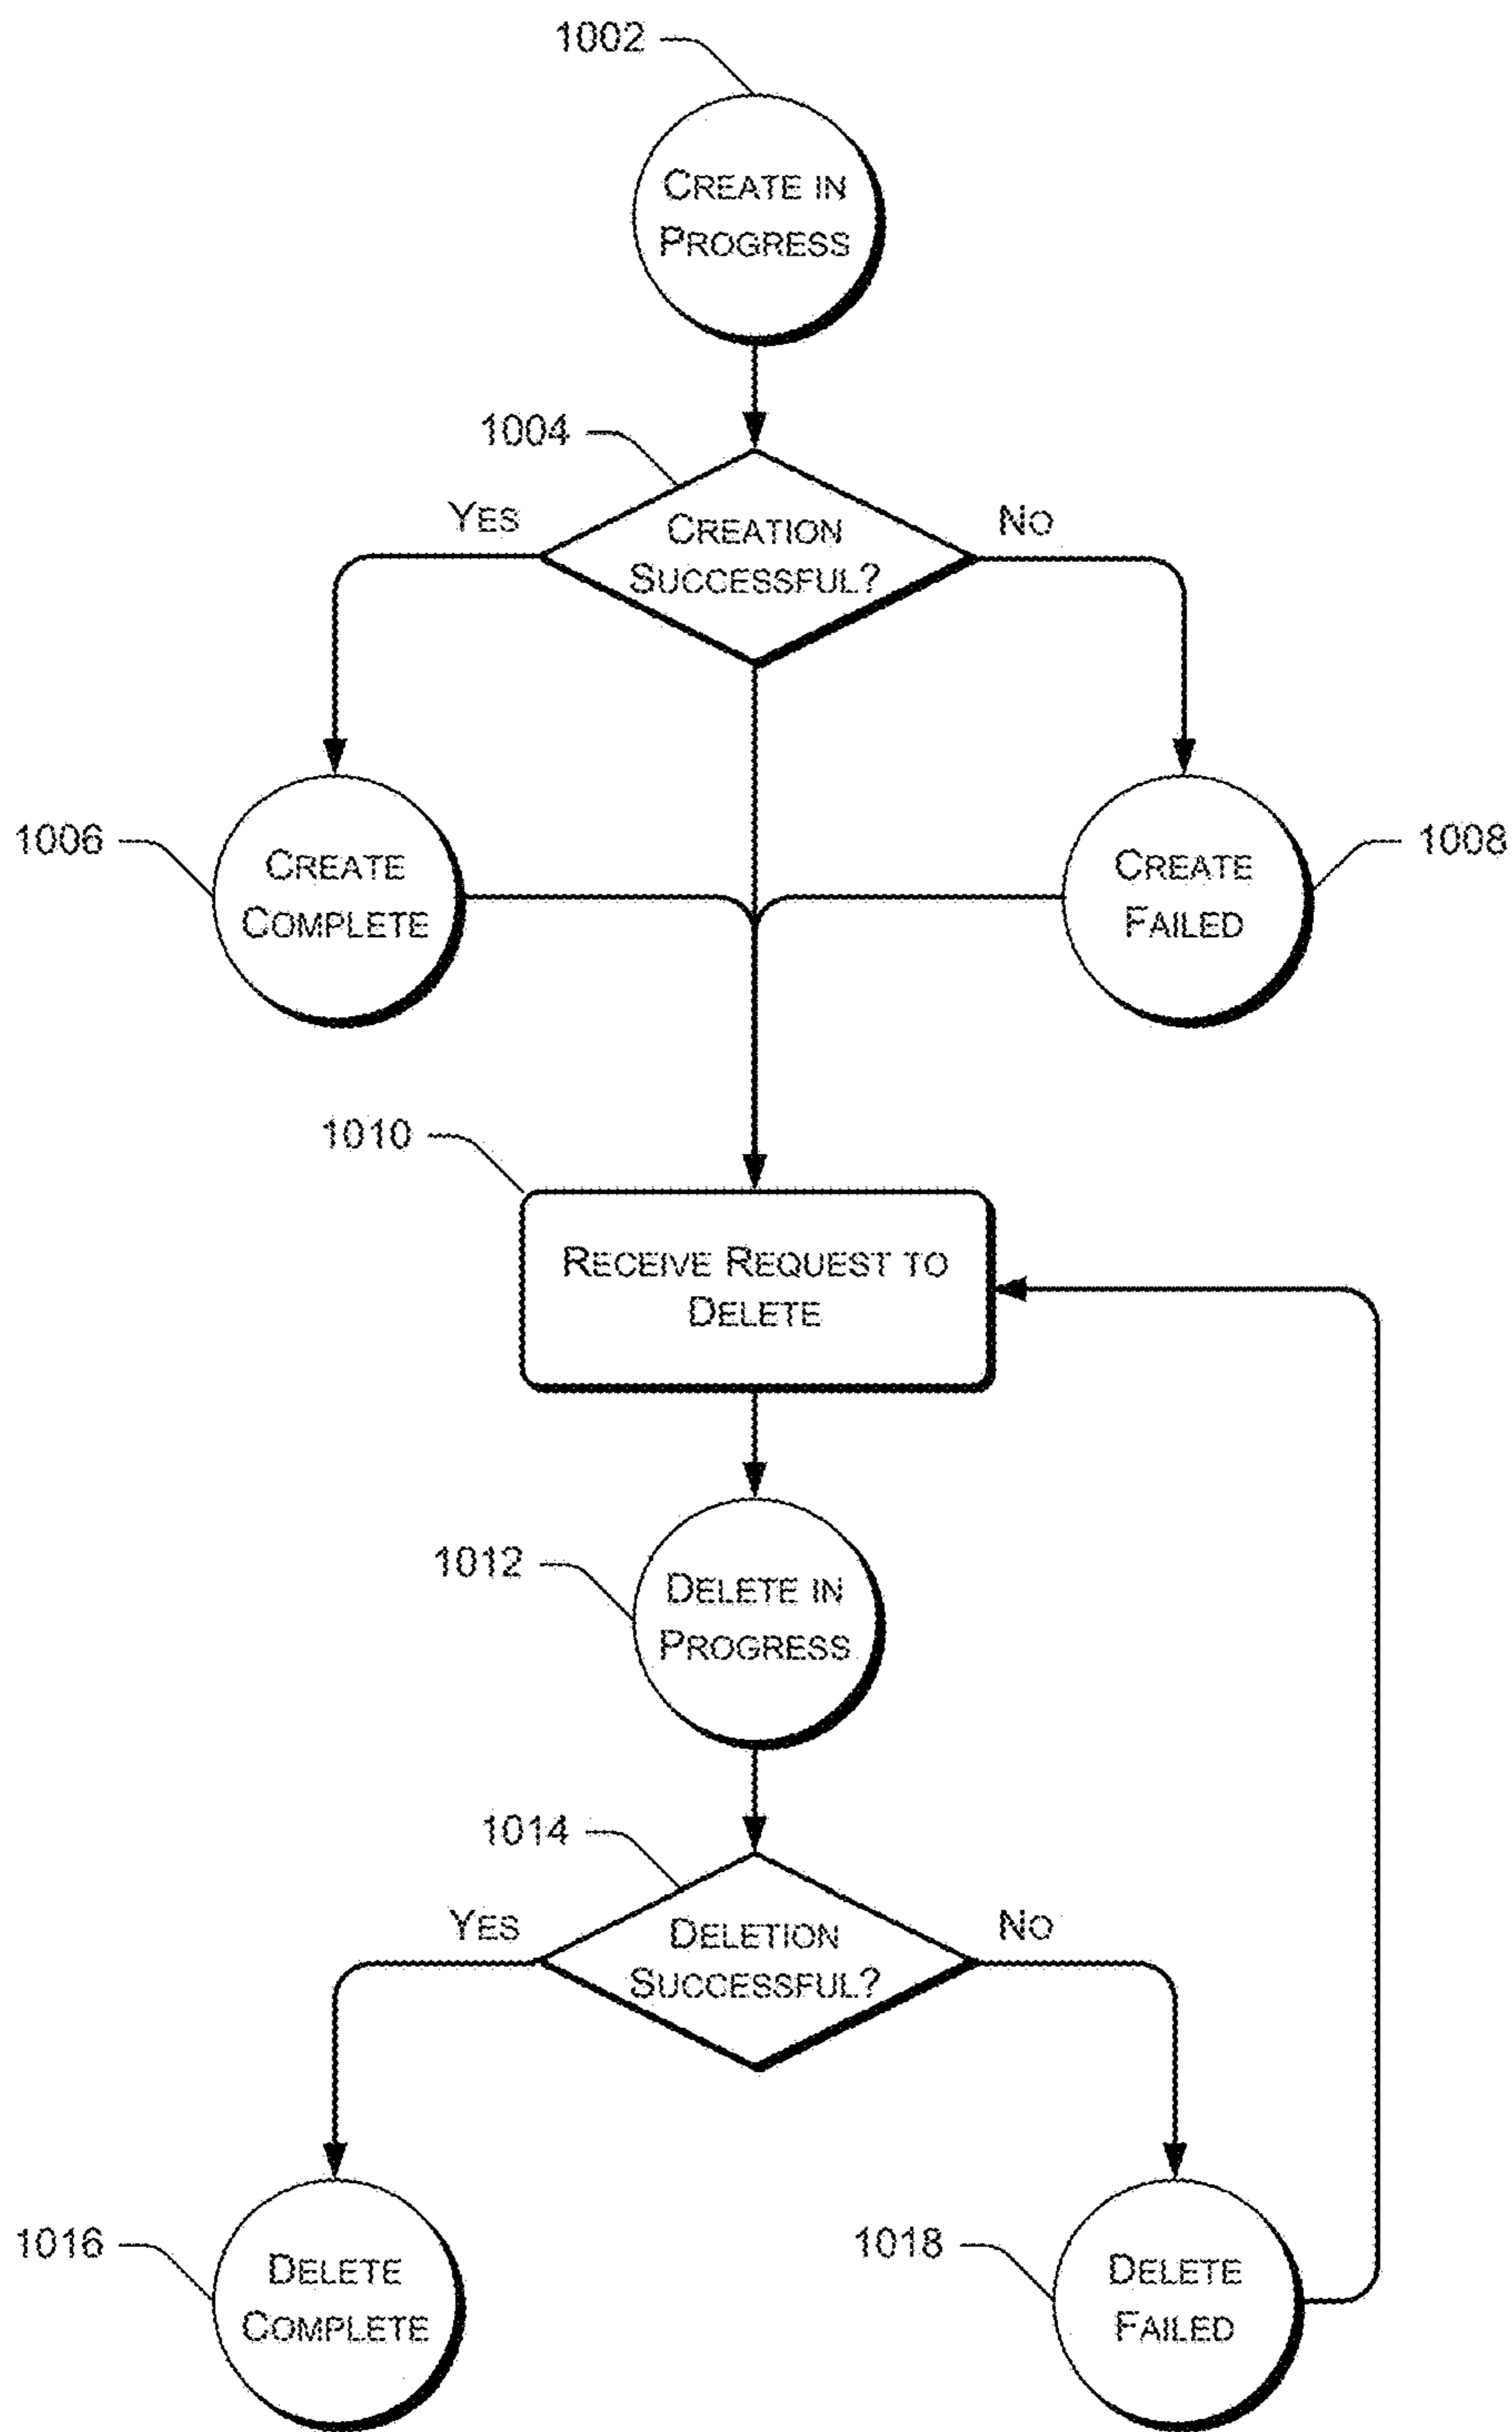 1002
CREATE IN
PROGRESS
1004
YES
CREATION
SUCCESSFUL?
NO
1006
CREATE
COMPLETE
CREATE
FAILED
1008
1010
RECEIVE REQUEST TO
DELETE
1012
DELETE IN
PROGRESS
1014
YES
DELETION
SUCCESSFUL?
NO
1016
DELETE
COMPLETE
1018
DELETE
FAILED